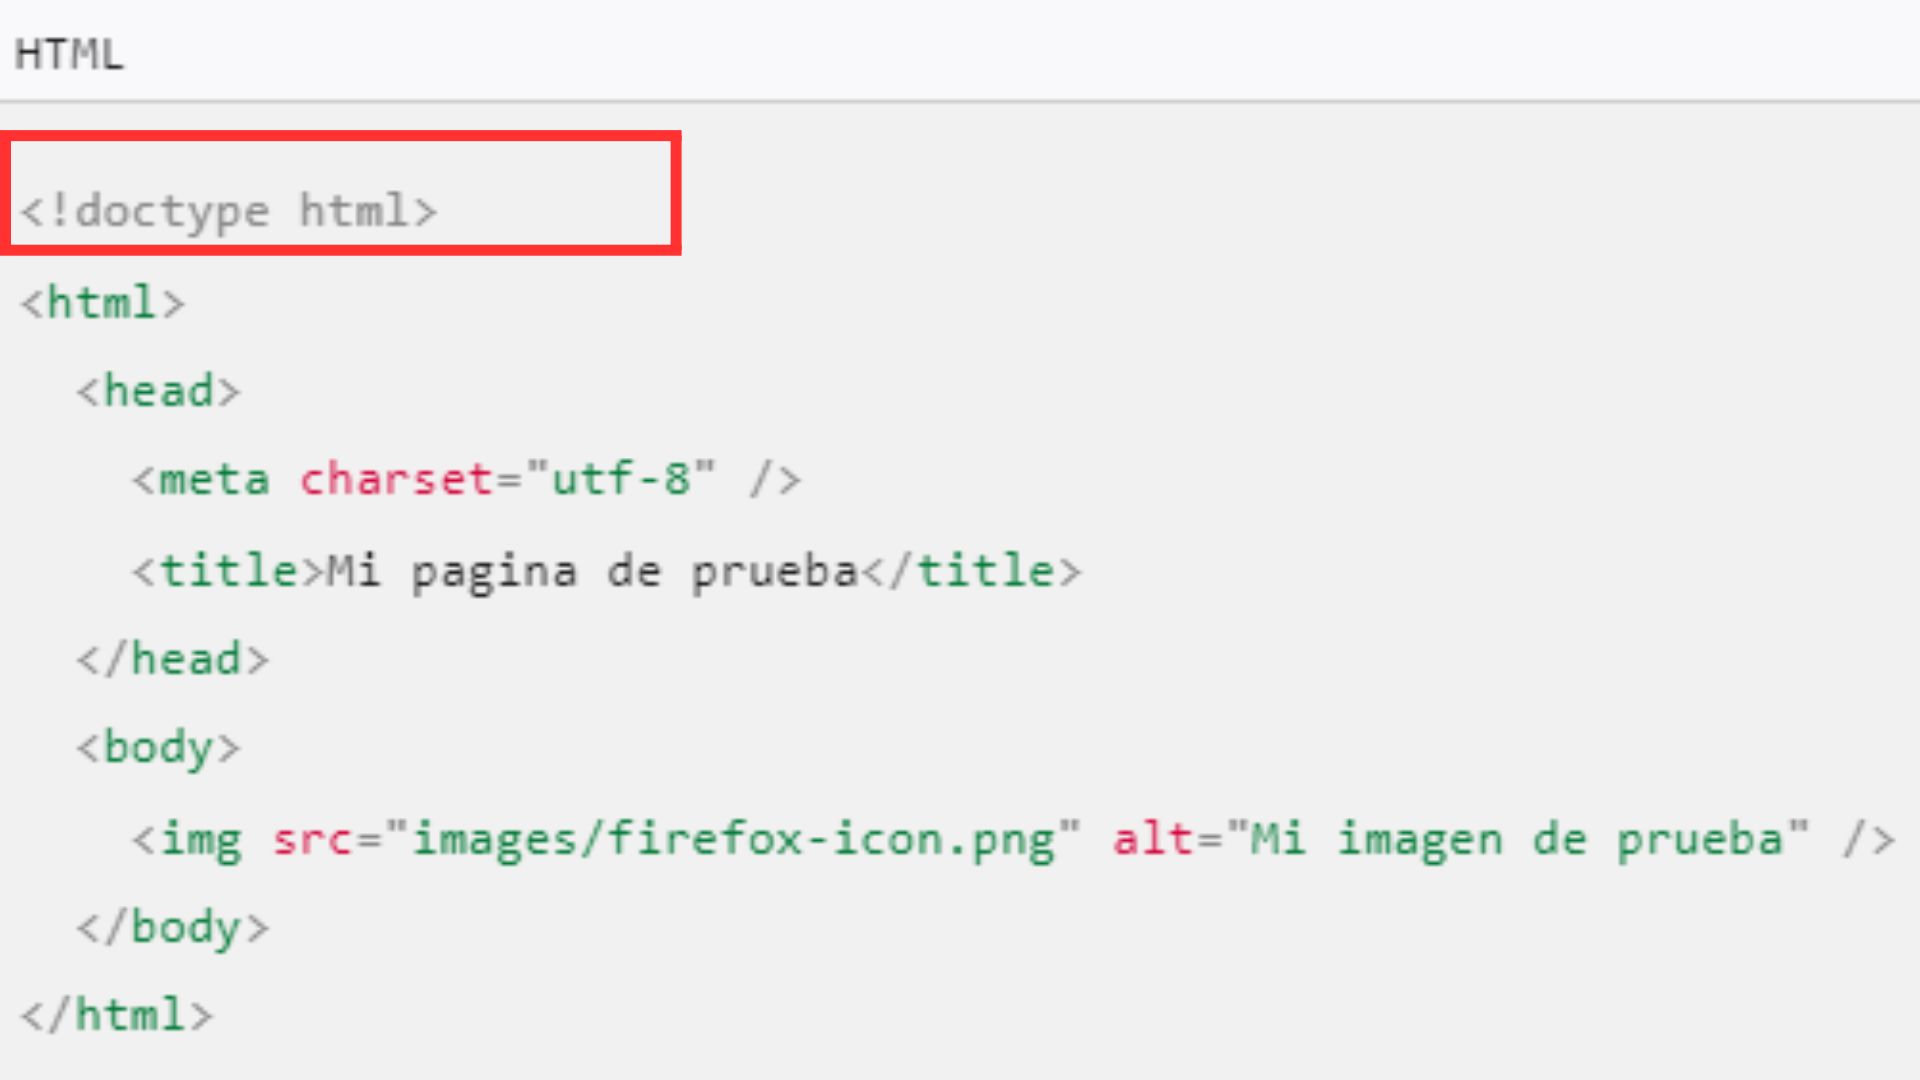 HTML
<!doctype html>
<html>
<head>
<meta charset="utf-8" />
<title>Mi pagina de prueba</title>
</head>
<body>
<img src="images/firefox-icon.png" alt="Mi imagen de prueba" />
</body>
</html>